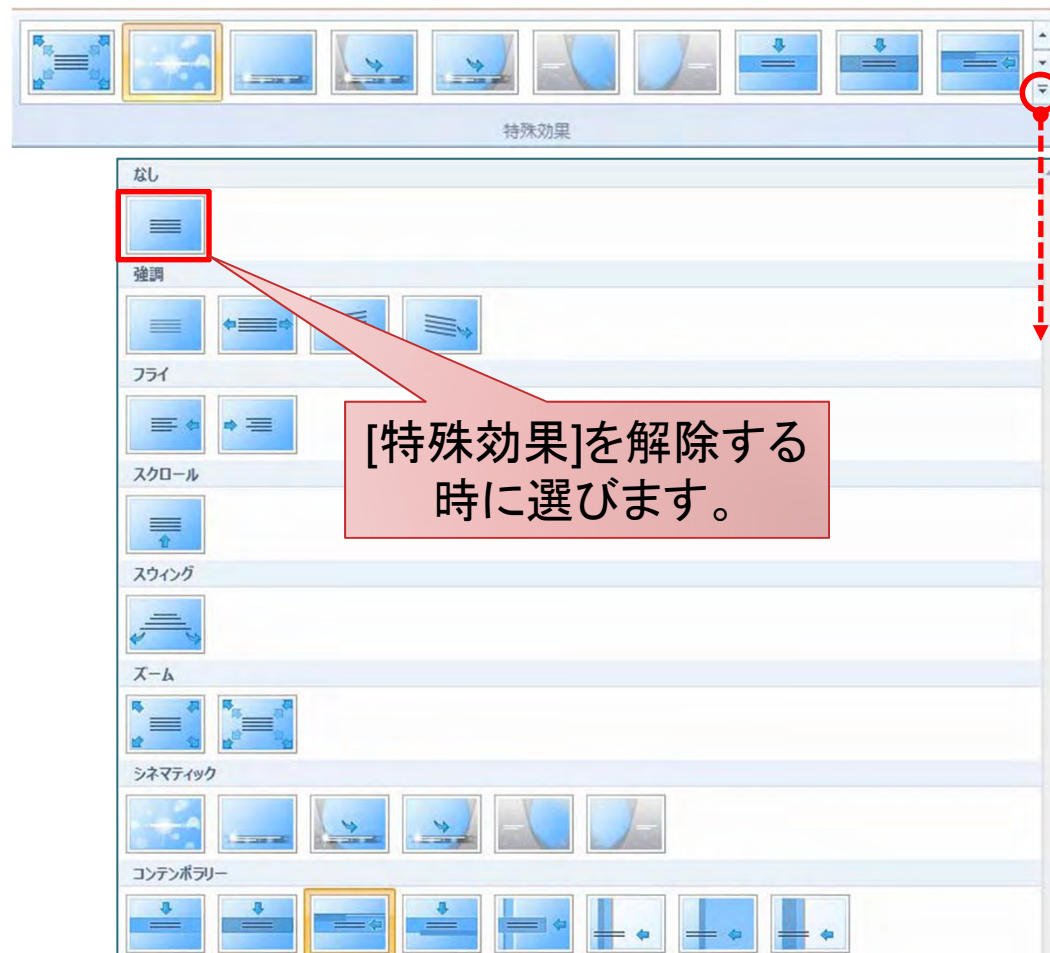 特殊効果
なし
強調
フライ
[特殊効果]を解除する
時に選びます。
スクロール
スウィング
ズーム
シネマティック
コンテンポラリー